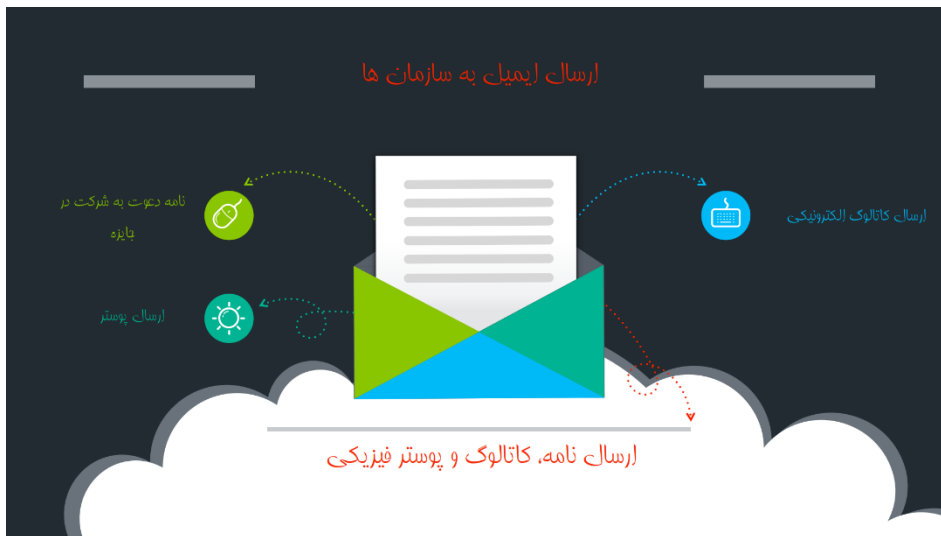 ارسال ایمیل به سازمان ها
ارسال کاتالوگ الکترونیکی
نامه دعوت به شرکت در
جایزه
ارسال پوستر
ارسال نامه، کاتالوگ و پوستر فیزیکی